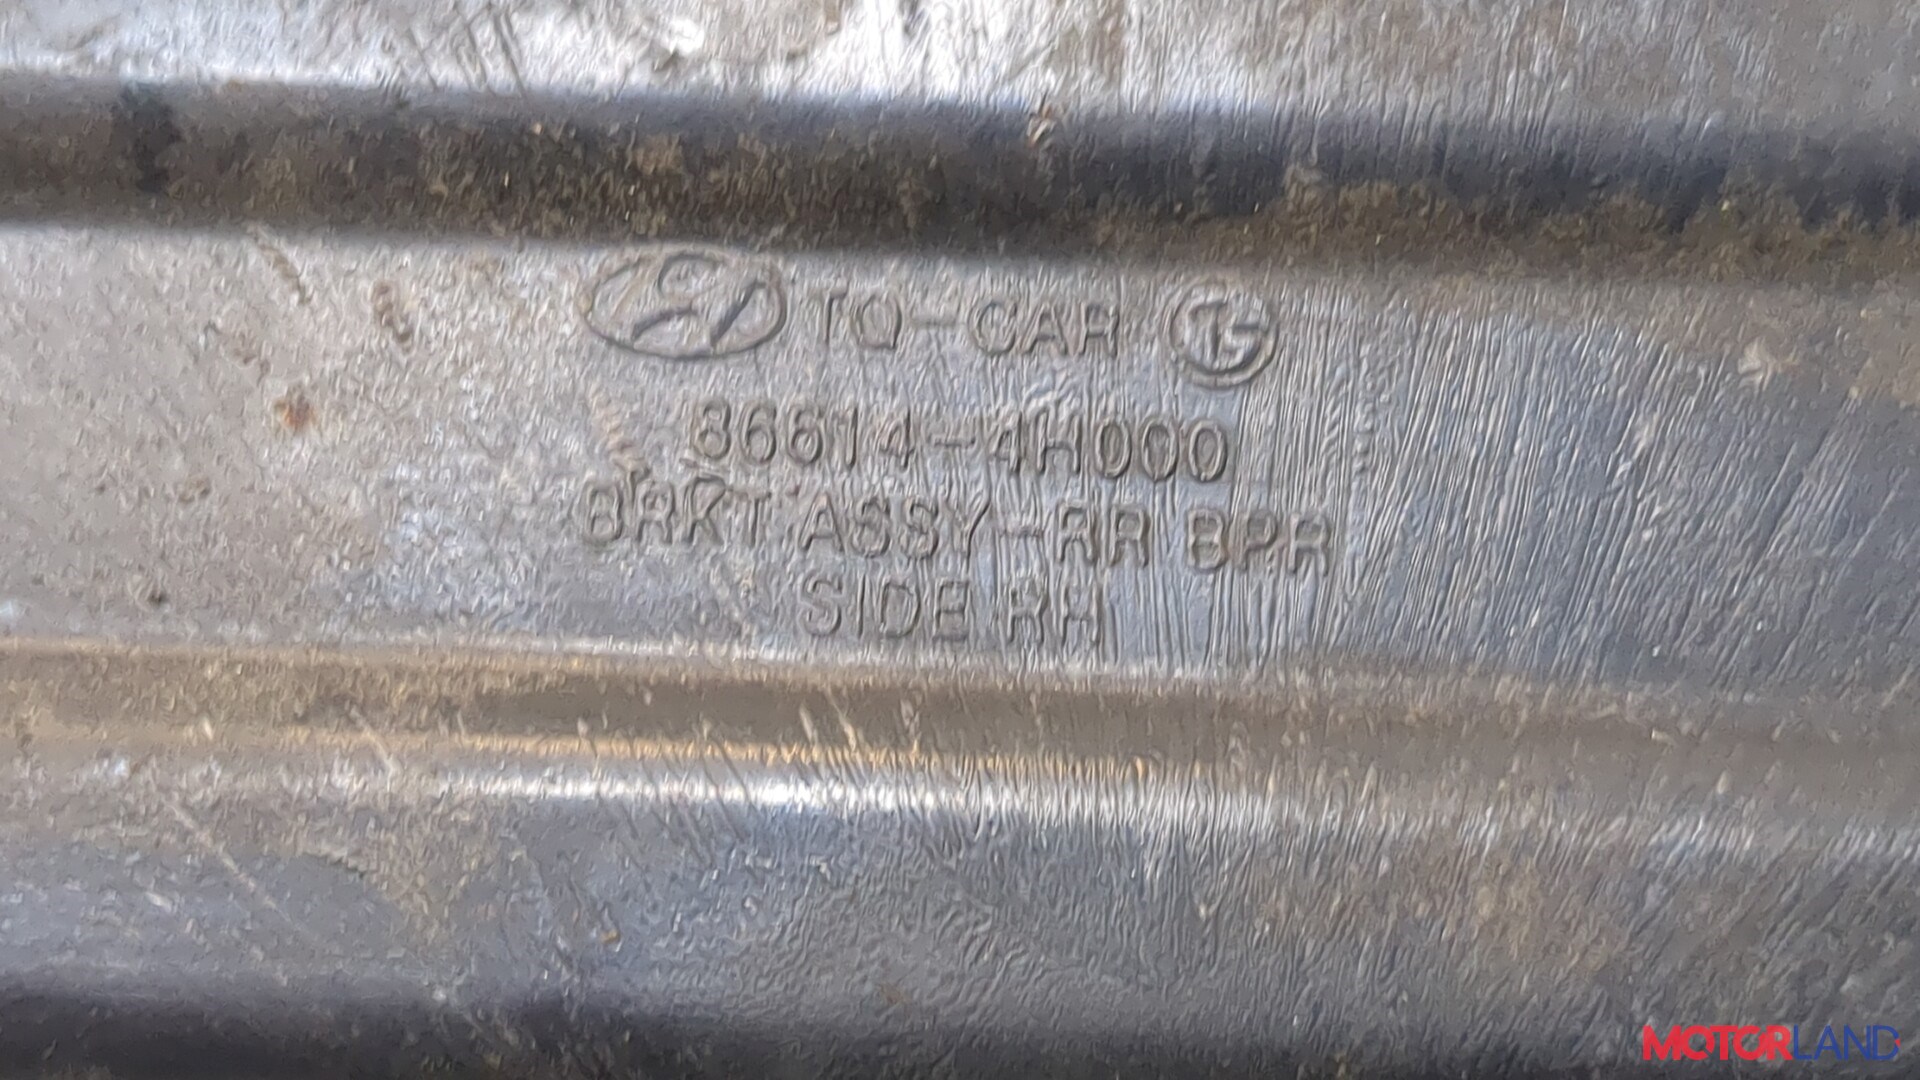 TQ-CAR
86614-4H000
BRKT ASSY-RR BPR
SIDE RH
MOTORLAND